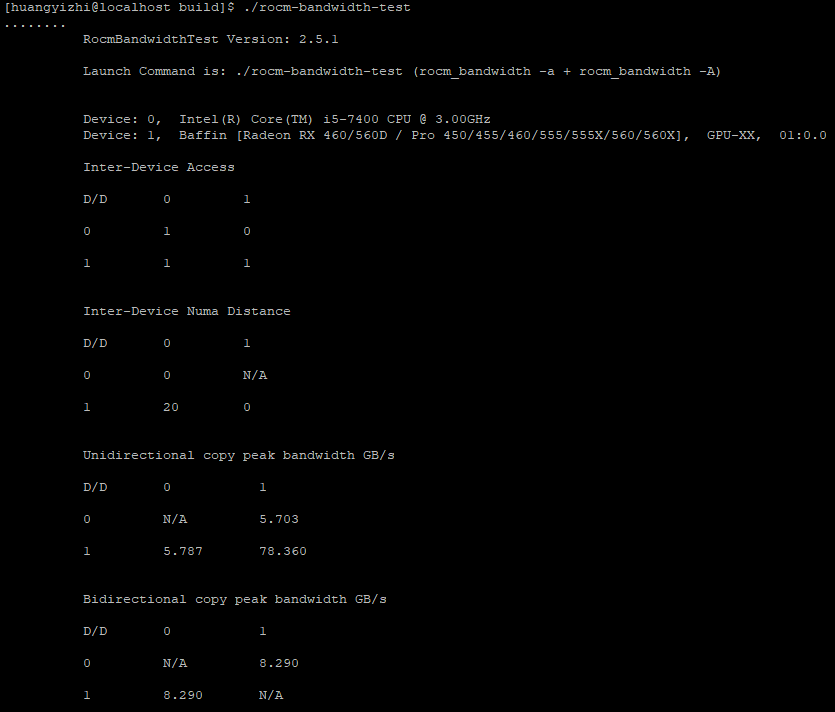 [huangyizhi@localhost build]$ ./rocm-bandwidth-test
........
RocmBandwidthTest Version: 2.5.1
Launch Command is: ./rocm-bandwidth-test (rocm_bandwidth -a + rocm_bandwidth -A)
Device: 0, Intel(R) Core(TM) i5-7400 CPU @ 3.00GHz
Device: 1, Baffin [Radeon RX 460/560D / Pro 450/455/460/555/555X/560/560X], GPU-XX, 01:0.0
Inter-Device Access
D/D 0 1
0 1 0
1 1 1
Inter-Device Numa Distance
D/D 0 1
0 0 N/A
1 20 0
Unidirectional copy peak bandwidth GB/s
D/D 0 1
0 N/A 5.703
1 5.787 78.360
Bidirectional copy peak bandwidth GB/s
D/D 0 1
0 N/A 8.290
1 8.290 N/A